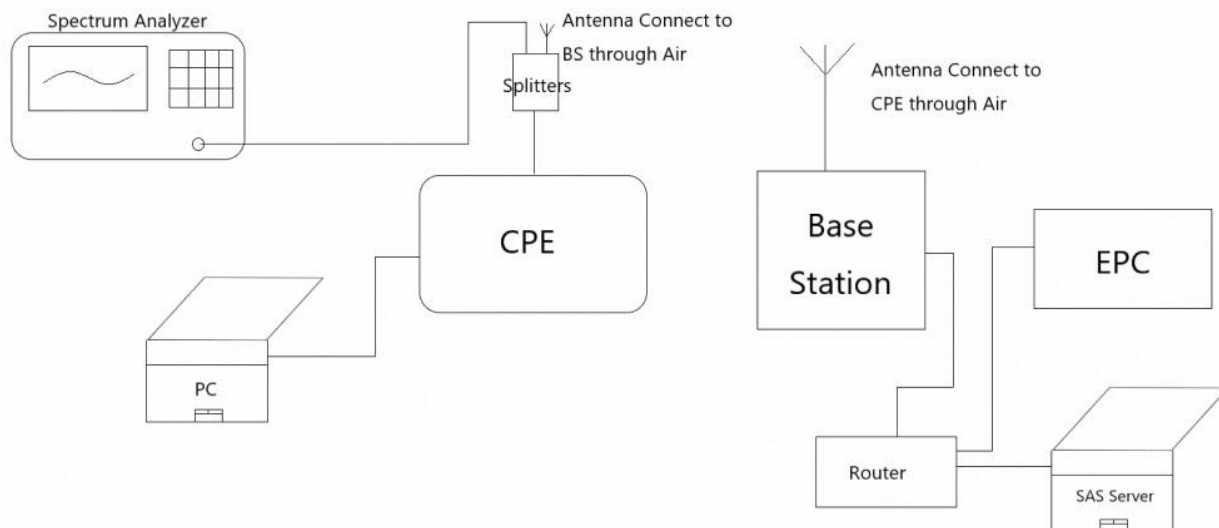 Spectrum Analyzer
Antenna Connect to
BS through Air
Splitters
Antenna Connect to
CPE through Air
CPE
Base
Station
EPC
PC
Router
SAS Server